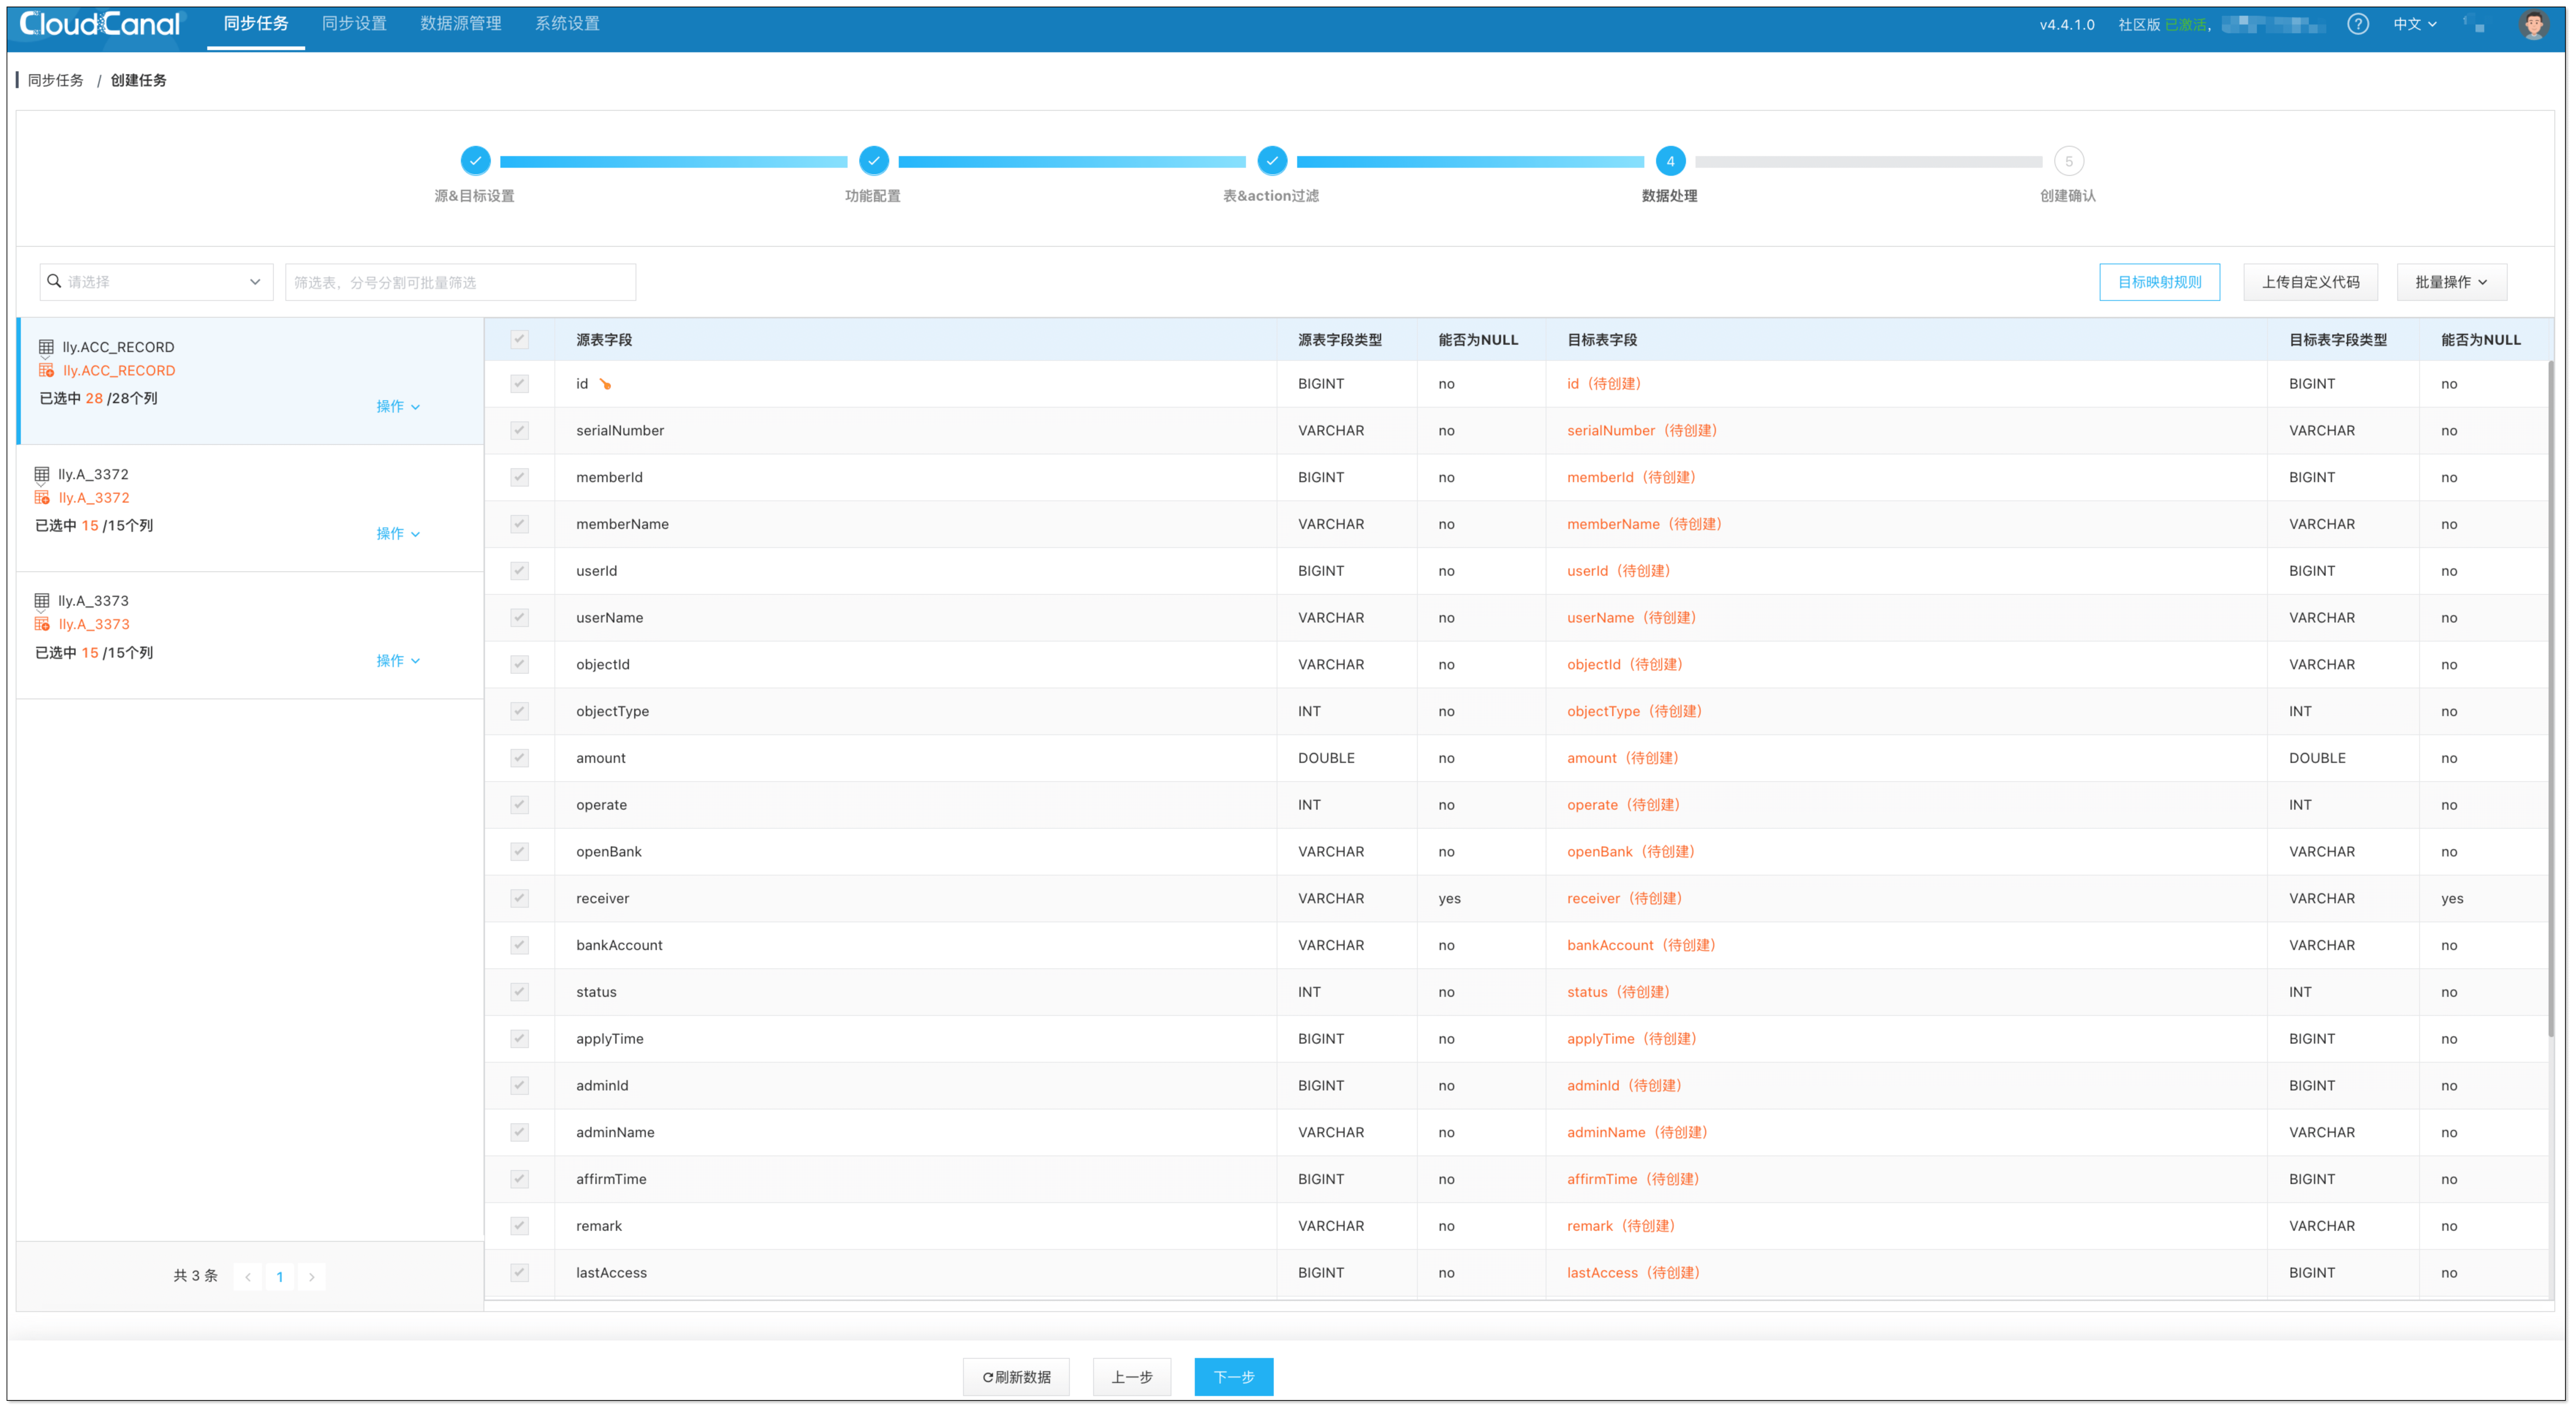 CloudCanal 同步任务 同步设置 数据源管理 系统设置 v4.4.1.0 社区版 已激活, ? 中文
同步任务 / 创建任务
4 5
源&目标设置 功能配置 表&action过滤 数据处理 创建确认
请选择 筛选表，分号分割可批量筛选 目标映射规则 上传自定义代码 批量操作
lly.ACC_RECORD
lly.ACC_RECORD
已选中 28 /28个列
操作
lly.A_3372
lly.A_3372
已选中 15 /15个列
操作
lly.A_3373
lly.A_3373
已选中 15 /15个列
操作
共 3 条 < 1 >
源表字段 源表字段类型 能否为NULL 目标表字段 目标表字段类型 能否为NULL
id BIGINT no id（待创建） BIGINT no
serialNumber VARCHAR no serialNumber（待创建） VARCHAR no
memberId BIGINT no memberId（待创建） BIGINT no
memberName VARCHAR no memberName（待创建） VARCHAR no
userId BIGINT no userId（待创建） BIGINT no
userName VARCHAR no userName（待创建） VARCHAR no
objectId VARCHAR no objectId（待创建） VARCHAR no
objectType INT no objectType（待创建） INT no
amount DOUBLE no amount（待创建） DOUBLE no
operate INT no operate（待创建） INT no
openBank VARCHAR no openBank（待创建） VARCHAR no
receiver VARCHAR yes receiver（待创建） VARCHAR yes
bankAccount VARCHAR no bankAccount（待创建） VARCHAR no
status INT no status（待创建） INT no
applyTime BIGINT no applyTime（待创建） BIGINT no
adminId BIGINT no adminId（待创建） BIGINT no
adminName VARCHAR no adminName（待创建） VARCHAR no
affirmTime BIGINT no affirmTime（待创建） BIGINT no
remark VARCHAR no remark（待创建） VARCHAR no
lastAccess BIGINT no lastAccess（待创建） BIGINT no
刷新数据 上一步 下一步